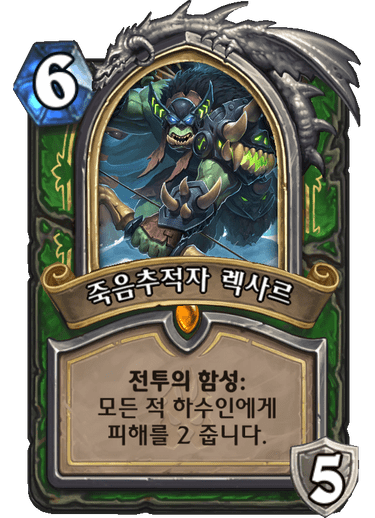 6
죽음추적자 렉사르
전투의 함성:
모든 적 하수인에게
피해를 2 줍니다.
5